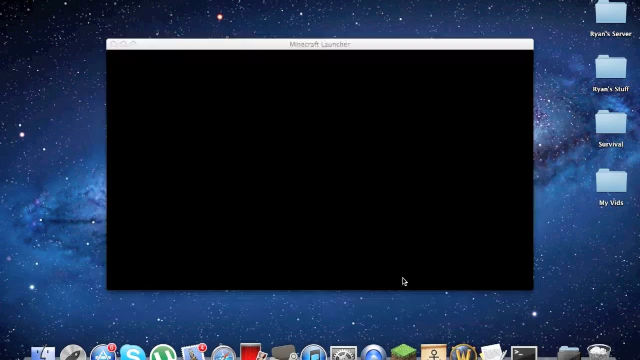 Minecraft Launcher
Ryan's Server
Ryan's Stuff
Survival
My Vids